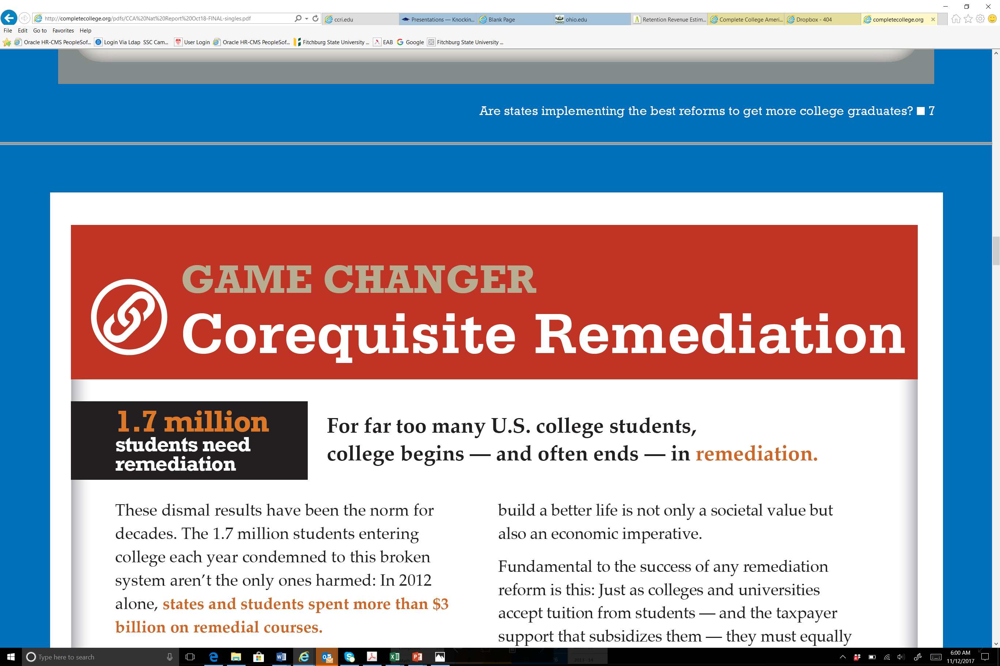 http://completecollege.org/pdfs/CCA%20Nat%20Report%20Oct18-FINAL-singles.pdf
ccri.edu
Presentations — Knockin...
Blank Page
ohio.edu
Retention Revenue Estim...
Complete College Ameri...
Dropbox - 404
completecollege.org
File Edit Go to Favorites Help
Oracle HR-CMS PeopleSof... Login Via Ldap SSC Cam... User Login Oracle HR-CMS PeopleSof... Fitchburg State University ... EAB Google Fitchburg State University ...
Are states implementing the best reforms to get more college graduates? ■ 7
GAME CHANGER
Corequisite Remediation
1.7 million
students need
remediation
For far too many U.S. college students,
college begins — and often ends — in remediation.
These dismal results have been the norm for
decades. The 1.7 million students entering
college each year condemned to this broken
system aren’t the only ones harmed: In 2012
alone, states and students spent more than $3
billion on remedial courses.
build a better life is not only a societal value but
also an economic imperative.
Fundamental to the success of any remediation
reform is this: Just as colleges and universities
accept tuition from students — and the taxpayer
support that subsidizes them — they must equally
Type here to search
2013 - 14
6:00 AM
11/12/2017